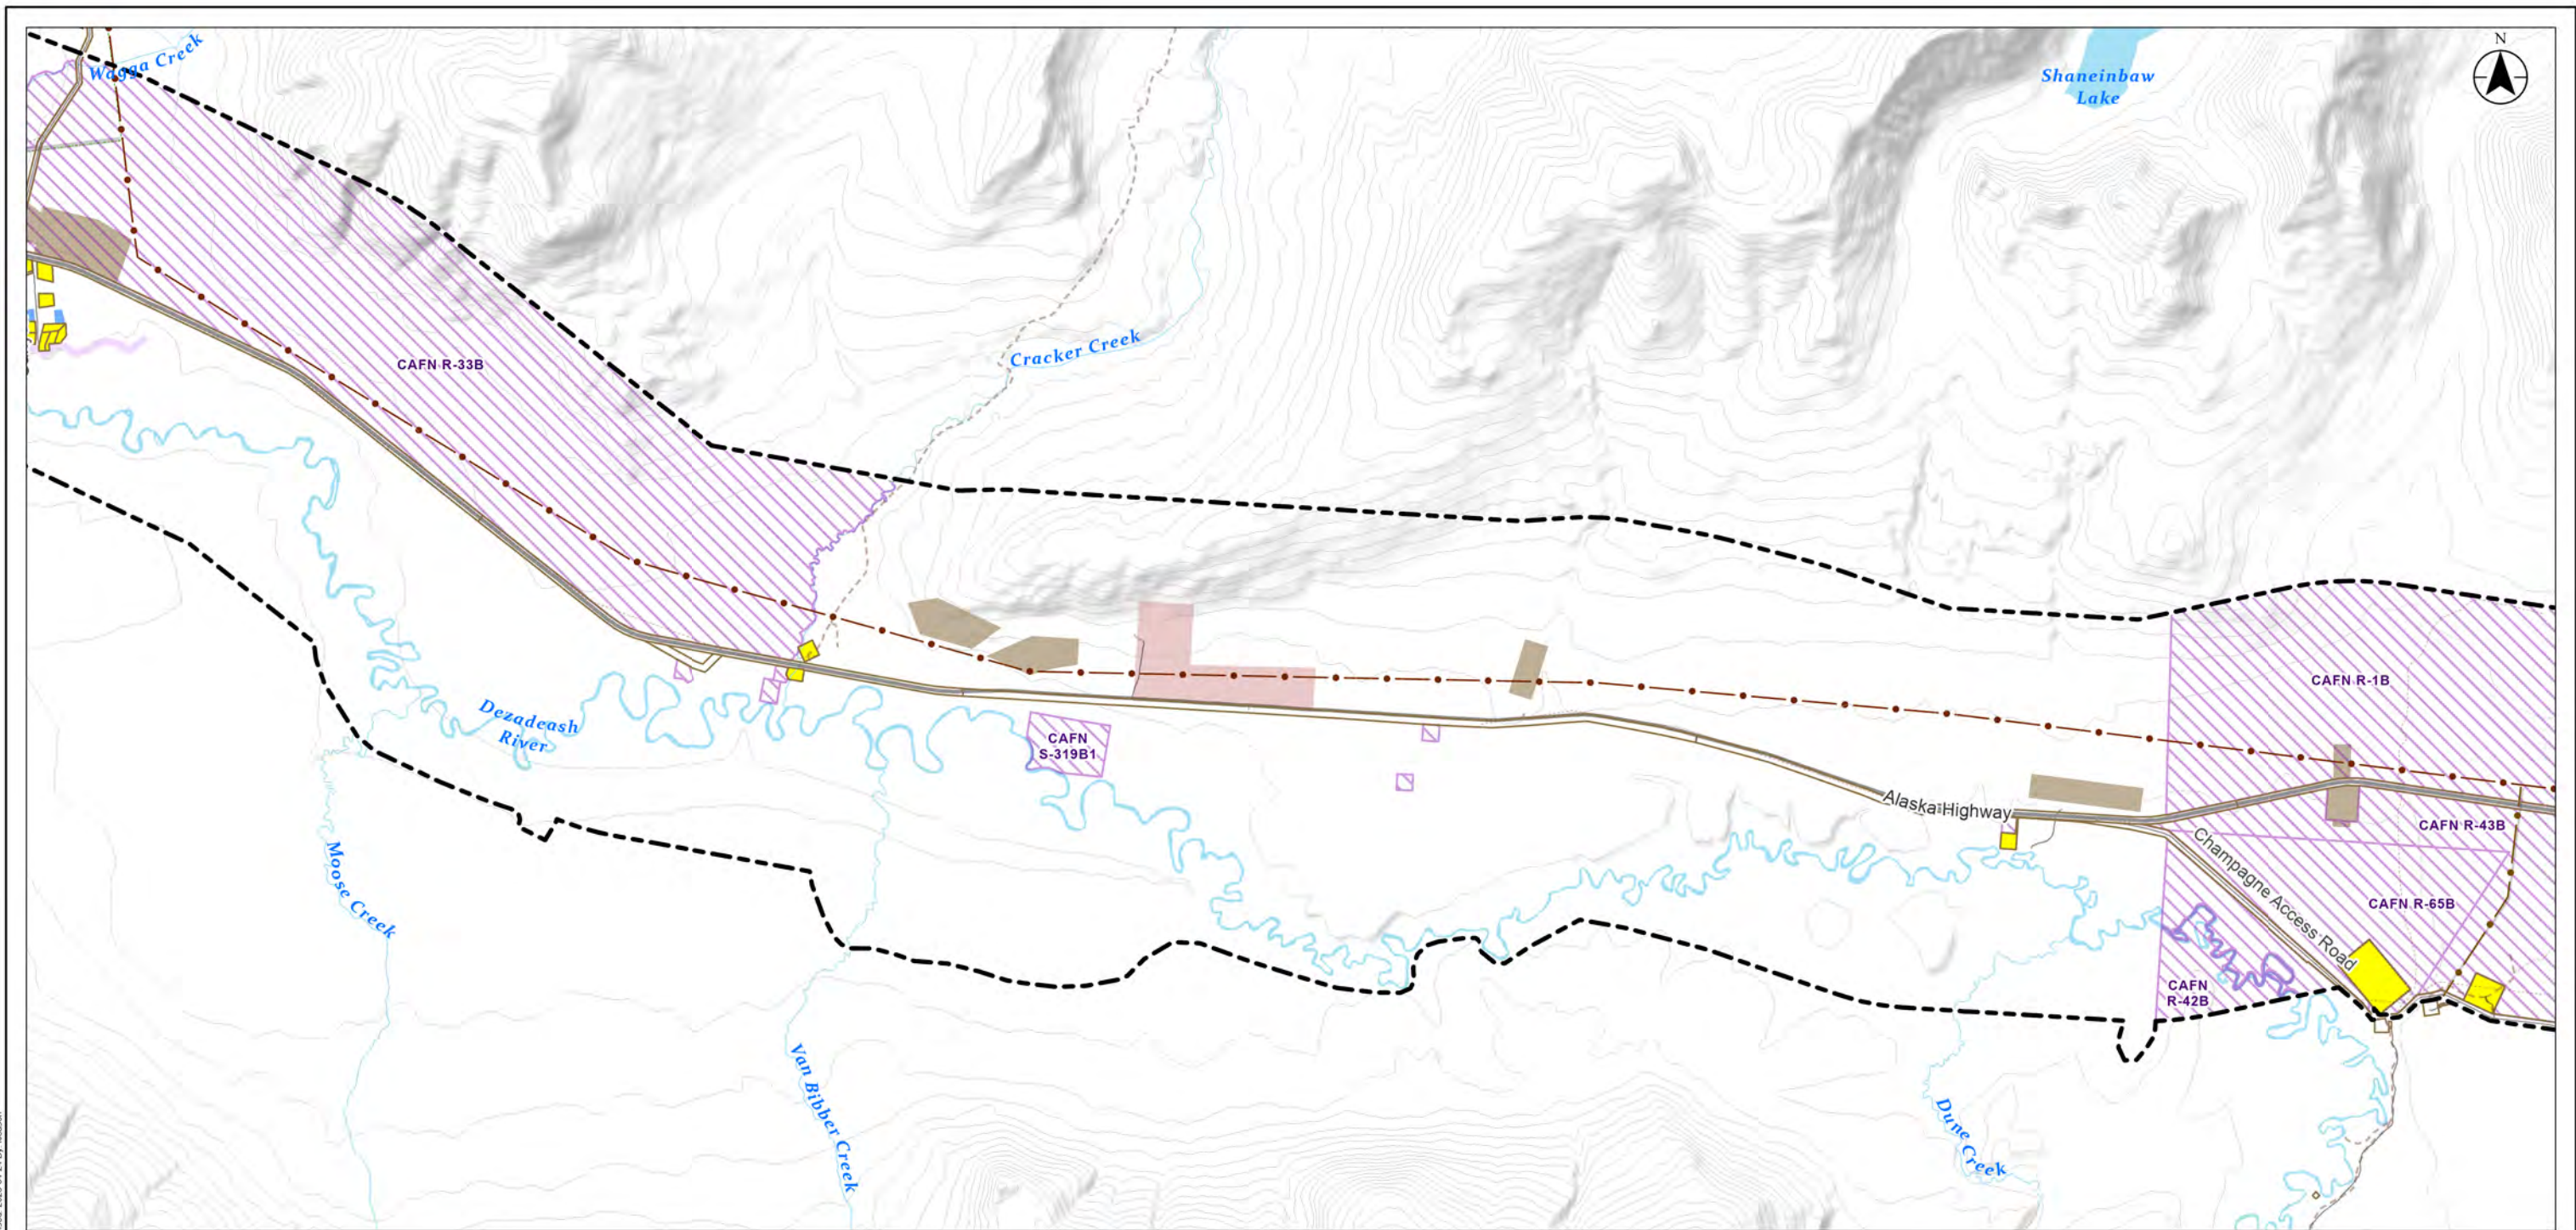 N
Wagga Creek
Shaneinbaw
Lake
Cracker Creek
CAFN R-33B
CAFN R-1B
Dezadeash
River
CAFN
S-319B1
Alaska Highway
CAFN R-43B
Champagne Access Road
Moose Creek
CAFN R-65B
CAFN
R-42B
Van Bibber Creek
Dune Creek